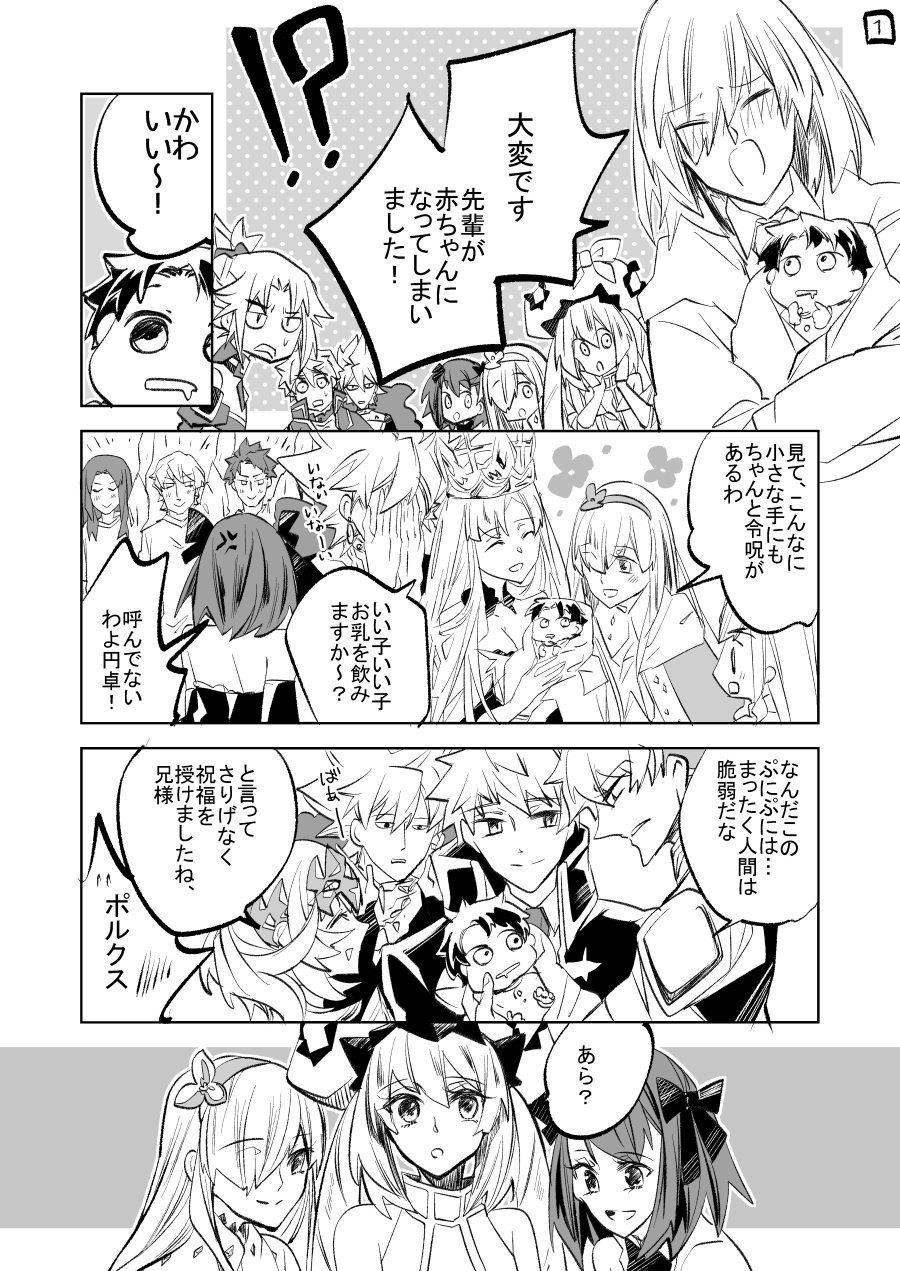 1
!?
大変です
先輩が
赤ちゃんに
なってしまい
ました！
かわ
いい～！
見て、こんなに
小さな手にも
ちゃんと令呪が
あるわ
いない いなーい
いい子いい子
お乳を飲み
ますか～？
呼んでない
わよ円卓！
なんだこの
ぷにぷには…
まったく人間は
脆弱だな
ばぁ
と言って
さりげなく
祝福を
授けましたね、
兄様
ポルクス
あら？